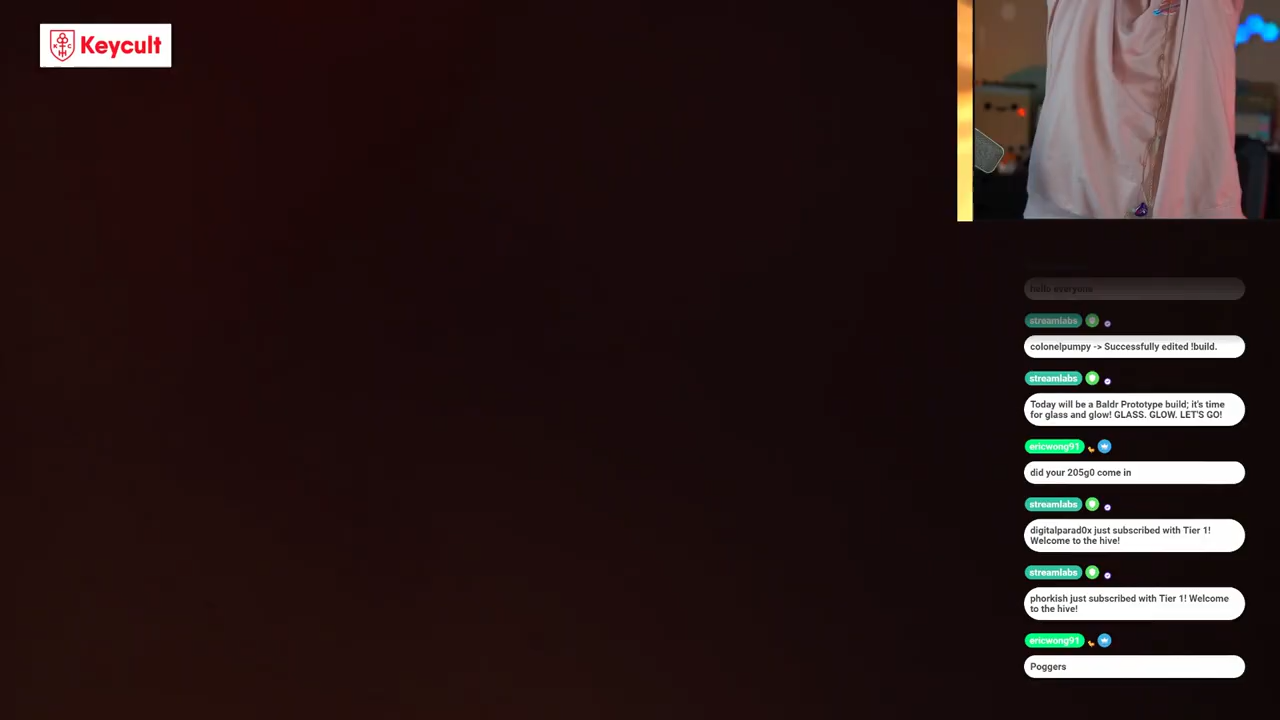 Keycult
hello everyone
streamlabs
colonelpumpy -> Successfully edited !build.
streamlabs
Today will be a Baldr Prototype build; it's time
for glass and glow! GLASS. GLOW. LET'S GO!
ericwong91
did your 205g0 come in
streamlabs
digitalparad0x just subscribed with Tier 1!
Welcome to the hive!
streamlabs
phorkish just subscribed with Tier 1! Welcome
to the hive!
ericwong91
Poggers